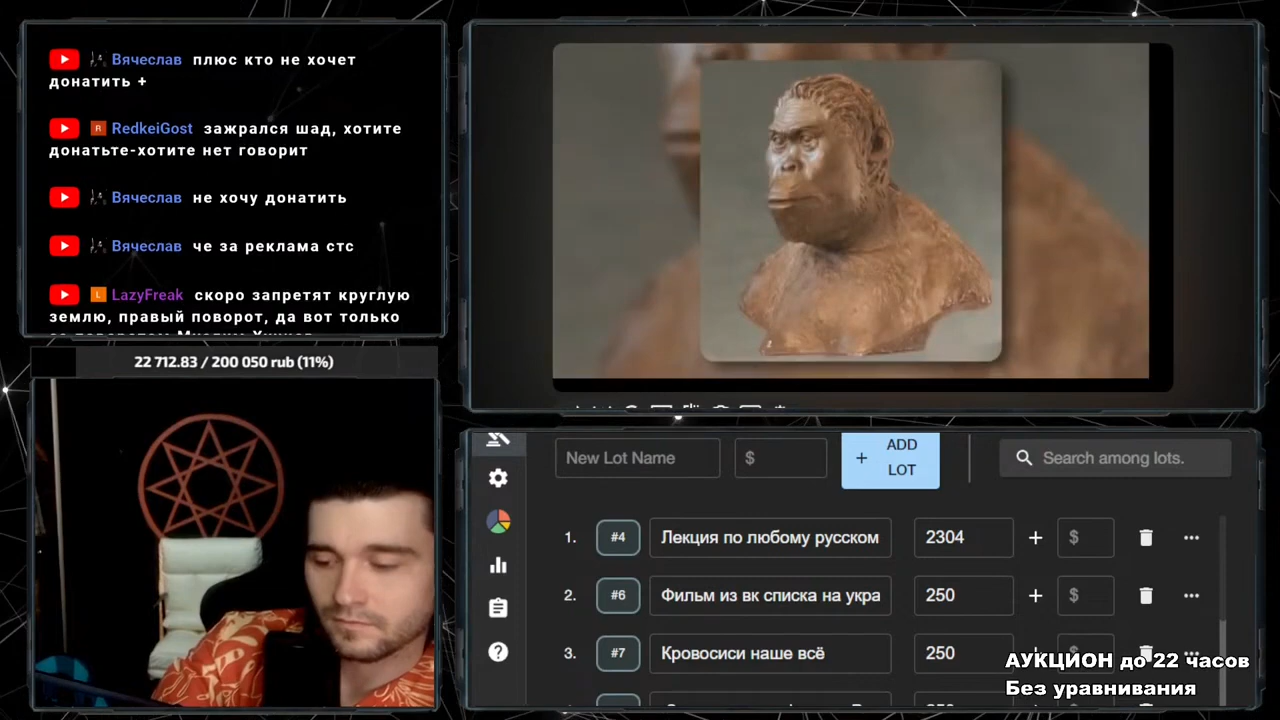 Вячеслав плюс кто не хочет
донатить +
R RedkeiGost зажрался шад, хотите
донатьте-хотите нет говорит
Вячеслав не хочу донатить
Вячеслав че за реклама стс
L LazyFreak скоро запретят круглую
землю, правый поворот, да вот только
22 712.83 / 200 050 rub (11%)
New Lot Name
$
+ ADD
LOT
Search among lots.
1. #4 Лекция по любому русском 2304 + $
2. #6 Фильм из вк списка на укра 250 + $
3. #7 Кровосиси наше всё 250
АУКЦИОН до 22 часов
Без уравнивания